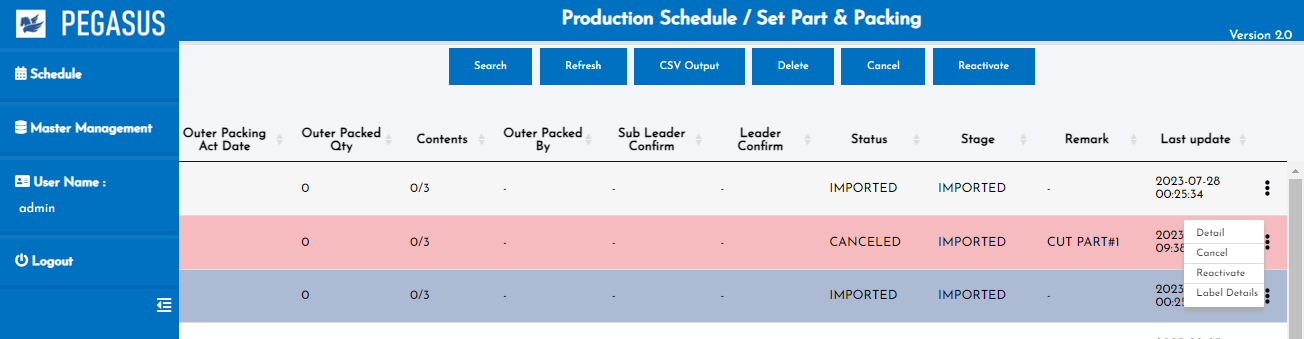 PEGASUS
Production Schedule / Set Part & Packing
Version 2.0
Schedule
Master Management
User Name :
admin
Logout
Search Refresh CSV Output Delete Cancel Reactivate
Outer Packing Act Date Outer Packed Qty Contents Outer Packed By Sub Leader Confirm Leader Confirm Status Stage Remark Last update
0 0/3 - - - IMPORTED IMPORTED - 2023-07-28 00:25:34
0 0/3 - - - CANCELED IMPORTED CUT PART#1
Detail
Cancel
Reactivate
Label Details
0 0/3 - - - IMPORTED IMPORTED -